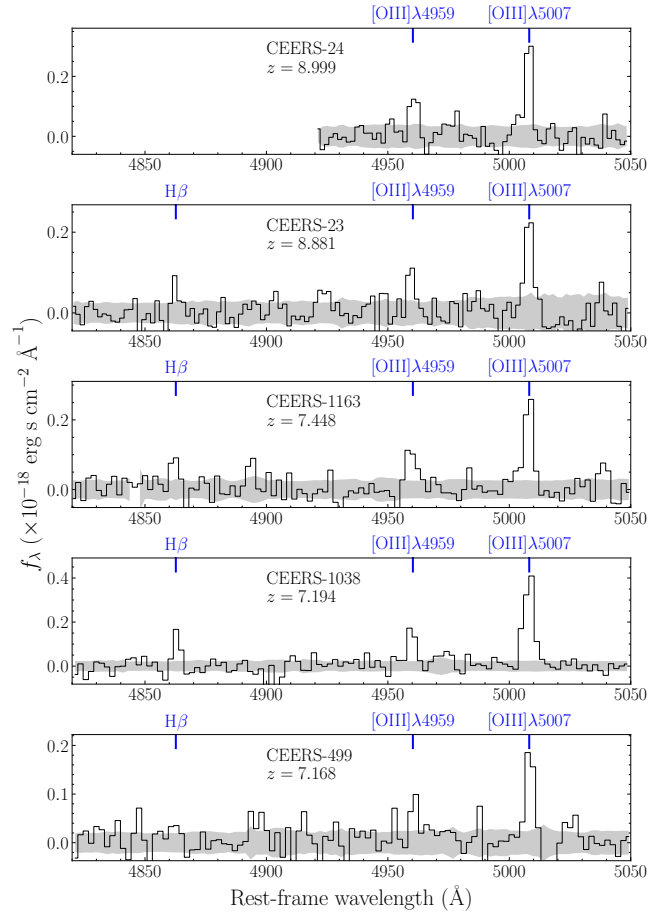 [OIII]λ4959 [OIII]λ5007
CEERS-24
z = 8.999
0.2
0.0
4850 4900 4950 5000 5050
Hβ [OIII]λ4959 [OIII]λ5007
CEERS-23
z = 8.881
0.2
0.0
4850 4900 4950 5000 5050
Hβ [OIII]λ4959 [OIII]λ5007
CEERS-1163
z = 7.448
0.2
0.0
4850 4900 4950 5000 5050
Hβ [OIII]λ4959 [OIII]λ5007
CEERS-1038
z = 7.194
0.4
0.2
0.0
4850 4900 4950 5000 5050
Hβ [OIII]λ4959 [OIII]λ5007
CEERS-499
z = 7.168
0.2
0.1
0.0
4850 4900 4950 5000 5050
Rest-frame wavelength (Å)
fλ (×10⁻¹⁸ erg s cm⁻² Å⁻¹)